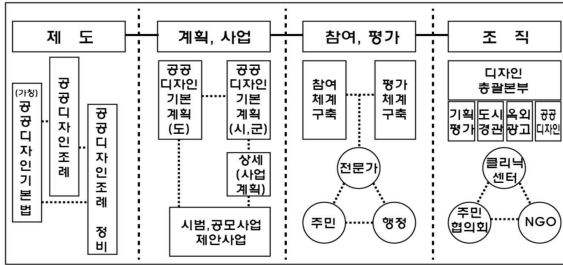 제 도
계획, 사업
참여, 평가
조 직
(가칭)
공공디자인기본법
공공디자인조례
공공디자인조례 정비
공공
디자인
기본
계획
(도)
공공
디자인
기본
계획
(시,군)
상세
(사업
계획)
시범,공모사업
제안사업
참여
체계
구축
평가
체계
구축
전문가
주민
행정
디자인
총괄본부
기획
평가
도시
경관
옥외
광고
공공
디자인
클리닉
센터
주민
협의회
NGO